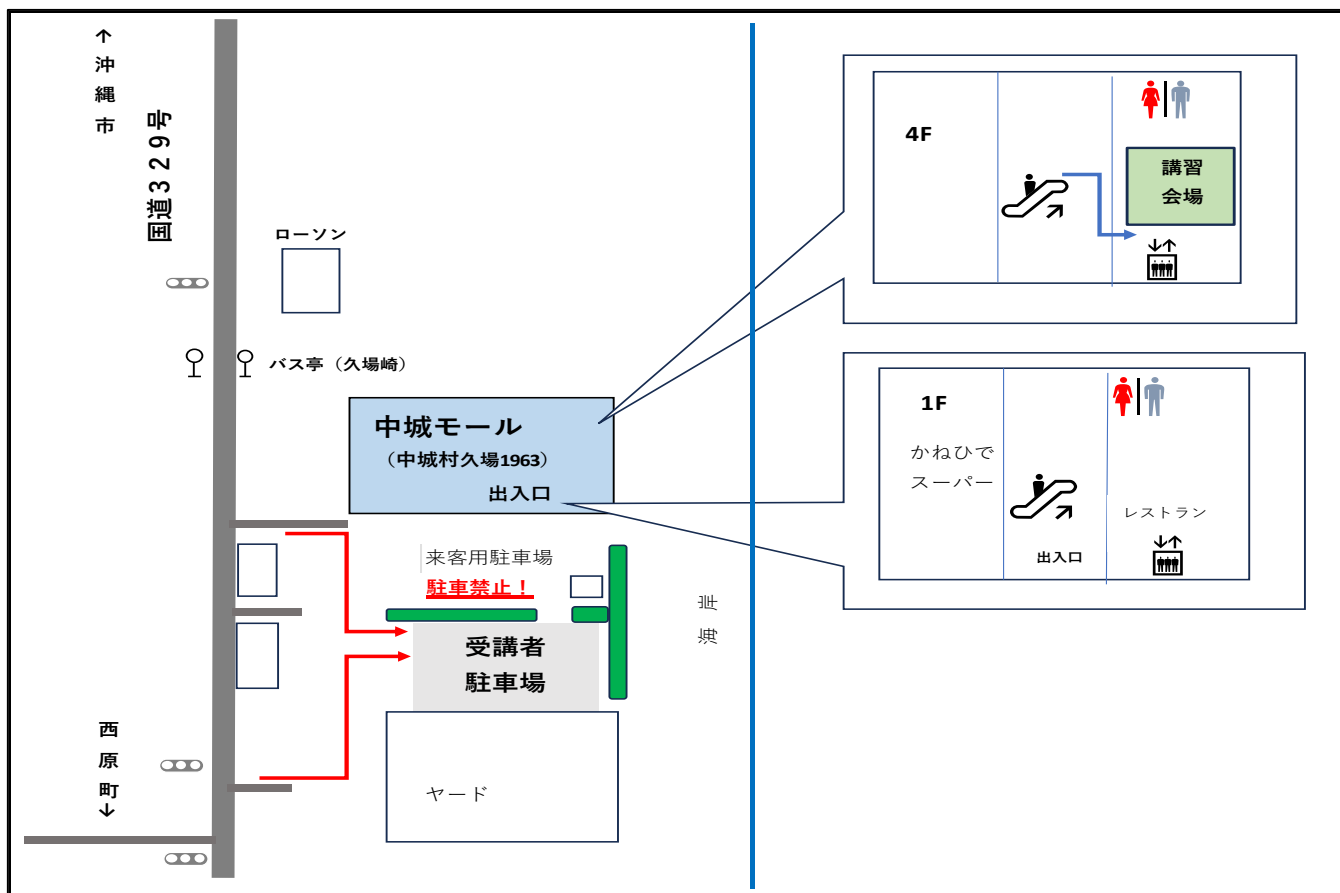 ↑沖縄市
国道329号
ローソン
バス亭（久場崎）
中城モール
（中城村久場1963）
出入口
来客用駐車場
駐車禁止！
受講者
駐車場
ヤード
西原町↓
海岸
4F
講習
会場
↓↑
1F
かねひで
スーパー
レストラン
出入口
↓↑